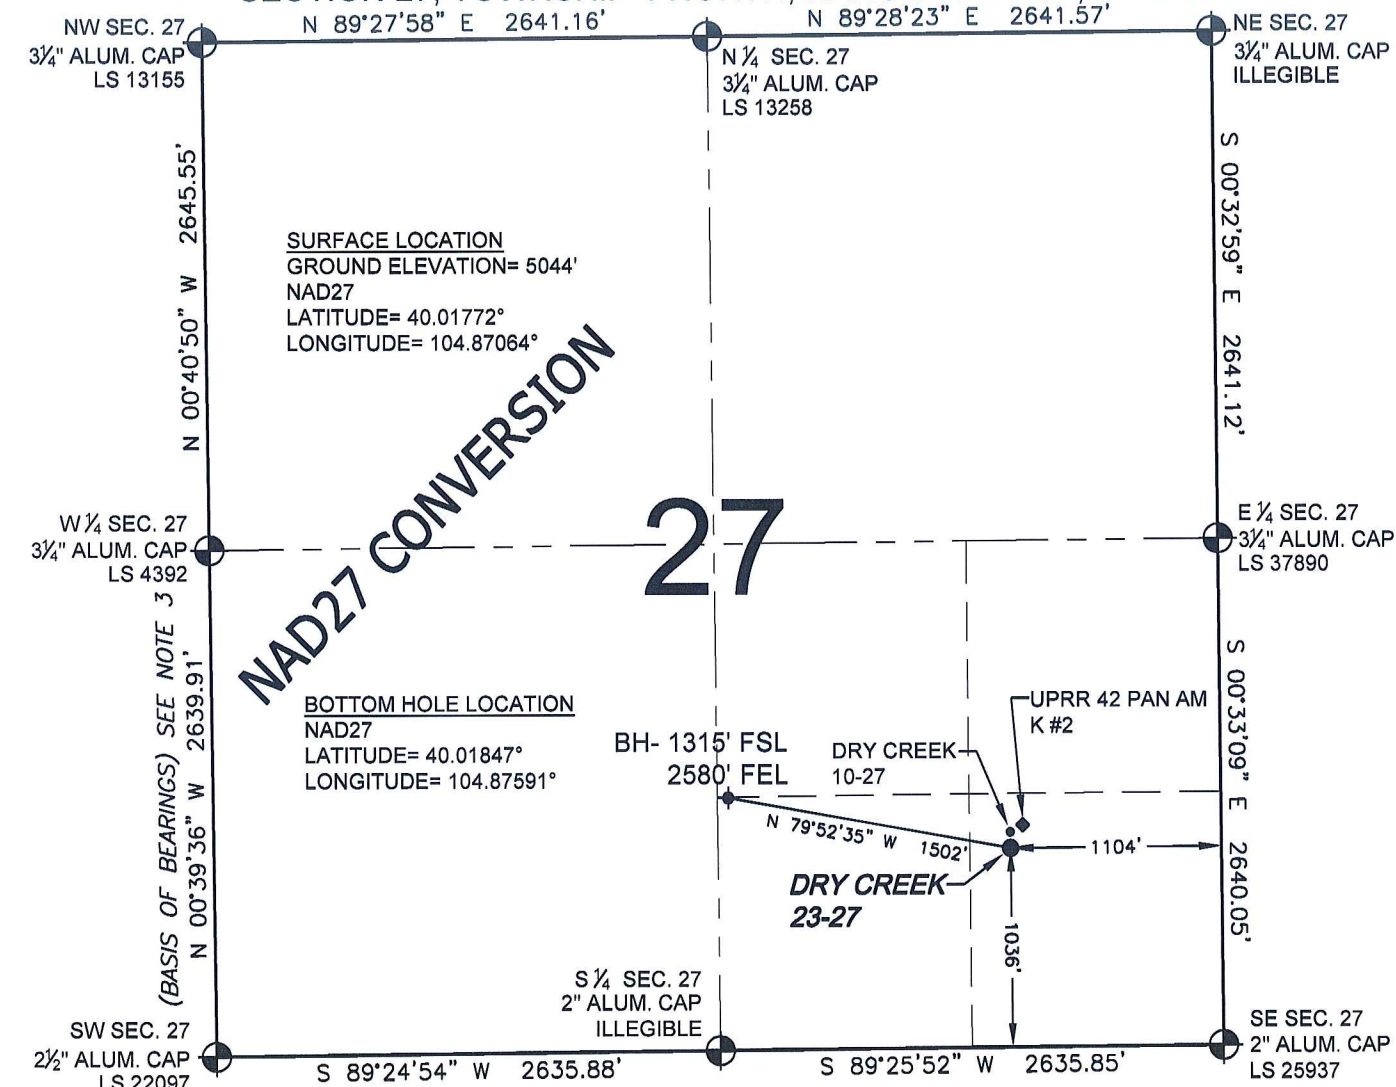 N 89°27'58" E 2641.16'
N 89°28'23" E 2641.57'
NW SEC. 27
3¼" ALUM. CAP
LS 13155
N ¼ SEC. 27
3¼" ALUM. CAP
LS 13258
NE SEC. 27
3¼" ALUM. CAP
ILLEGIBLE
N 00°40'50" W 2645.55'
S 00°32'59" E 2641.12'
SURFACE LOCATION
GROUND ELEVATION= 5044'
NAD27
LATITUDE= 40.01772°
LONGITUDE= 104.87064°
NAD27 CONVERSION
27
W ¼ SEC. 27
3¼" ALUM. CAP
LS 4392
E ¼ SEC. 27
3¼" ALUM. CAP
LS 37890
(BASIS OF BEARINGS) SEE NOTE 3
N 00°39'36" W 2639.91'
S 00°33'09" E 2640.05'
BOTTOM HOLE LOCATION
NAD27
LATITUDE= 40.01847°
LONGITUDE= 104.87591°
BH- 1315' FSL
2580' FEL
DRY CREEK
10-27
UPRR 42 PAN AM
K #2
N 79°52'35" W 1502'
1104'
DRY CREEK
23-27
1036'
S ¼ SEC. 27
2" ALUM. CAP
ILLEGIBLE
SW SEC. 27
2½" ALUM. CAP
LS 22097
S 89°24'54" W 2635.88'
S 89°25'52" W 2635.85'
SE SEC. 27
2" ALUM. CAP
LS 25937